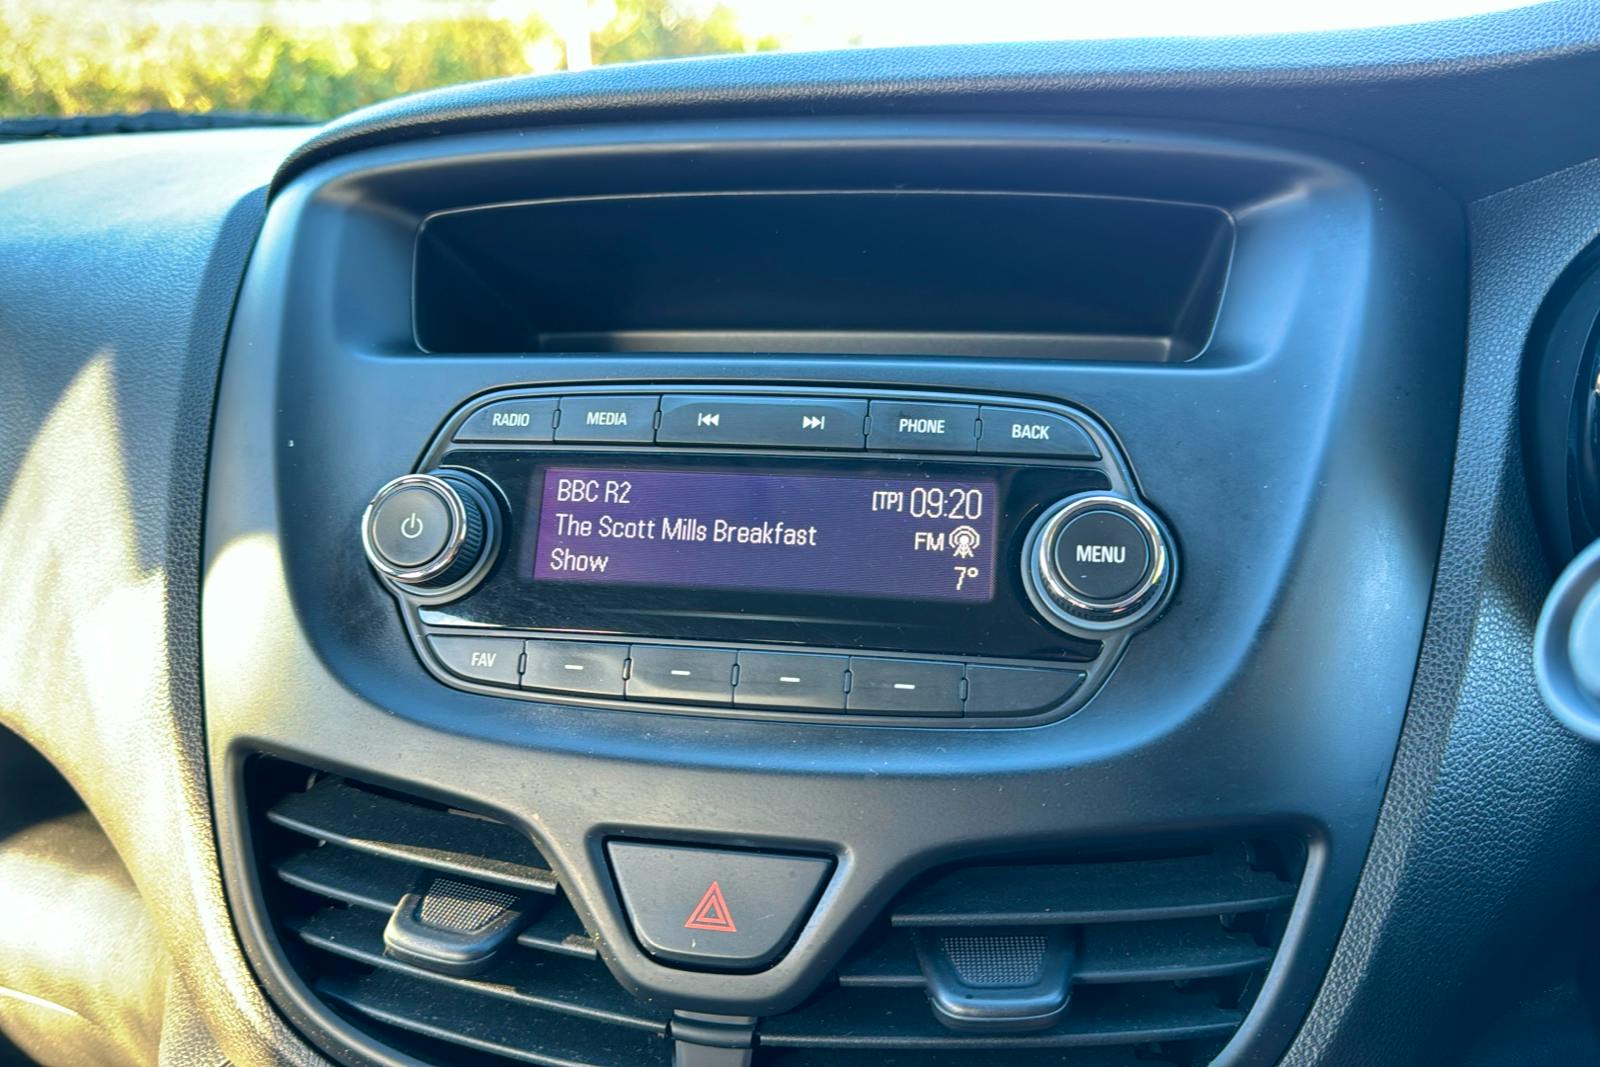 RADIO MEDIA PHONE BACK
BBC R2 [TP] 09:20
The Scott Mills Breakfast FM
Show 7°
MENU
FAV